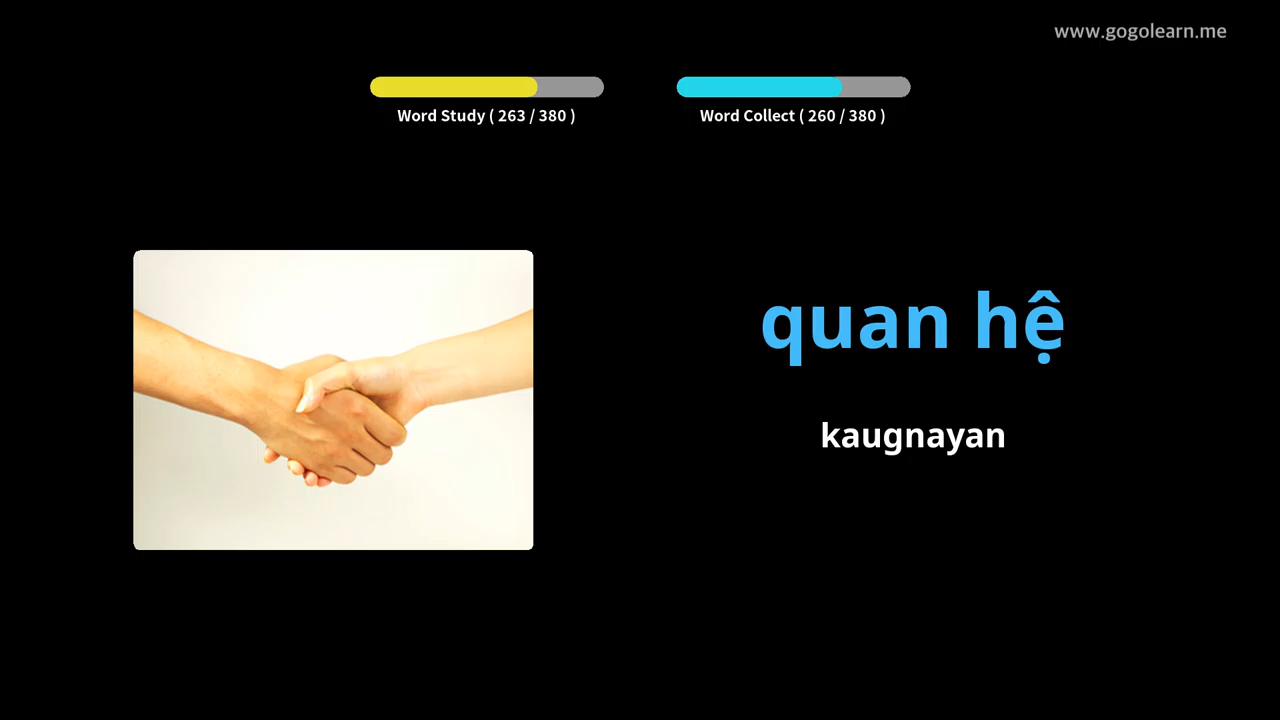 www.gogolearn.me
Word Study ( 263 / 380 )
Word Collect ( 260 / 380 )
quan hệ
kaugnayan